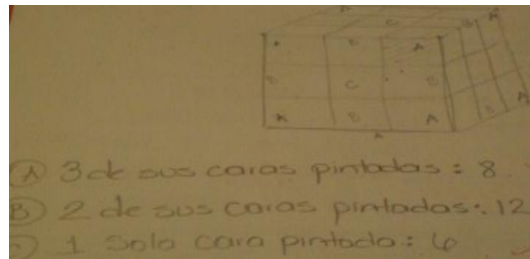 A
C
B A
B A
B C B
A B A B A
A
A 3 de sus caras pintadas : 8
B) 2 de sus caras pintadas: 12
C) 1 sola cara pintada: 6